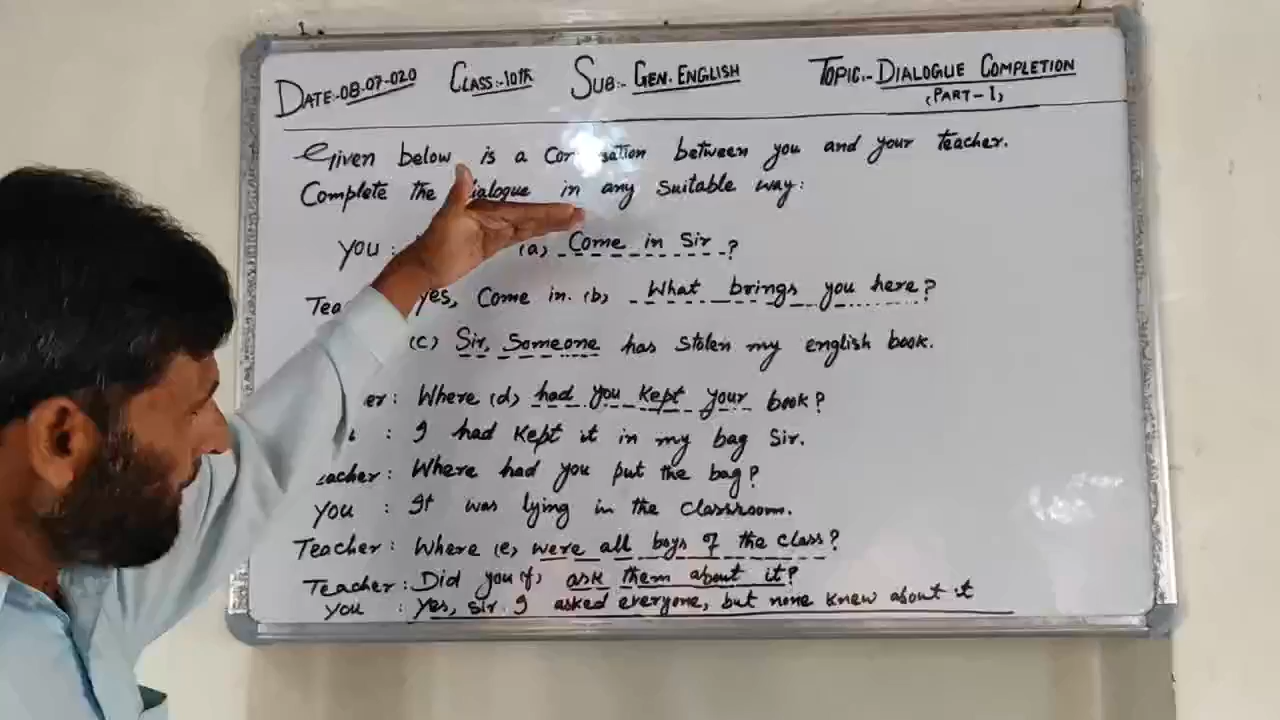 DATE:-08-07-020 CLASS:-10th SUB:- GEN. ENGLISH TOPIC:- DIALOGUE COMPLETION
(PART-1)
Given below is a between you and your teacher.
Complete the in any suitable way:
You : (a) Come in Sir ?
yes, Come in. (b) What brings you here?
(c) Sir, Someone has stolen my english book.
er: Where (d) had you kept your book?
: I had kept it in my bag Sir.
eacher: Where had you put the bag?
You : It was lying in the classroom.
Teacher: Where (e) were all boys of the class?
Teacher: Did you (f) ask them about it?
You : Yes, sir. I asked everyone, but none knew about it